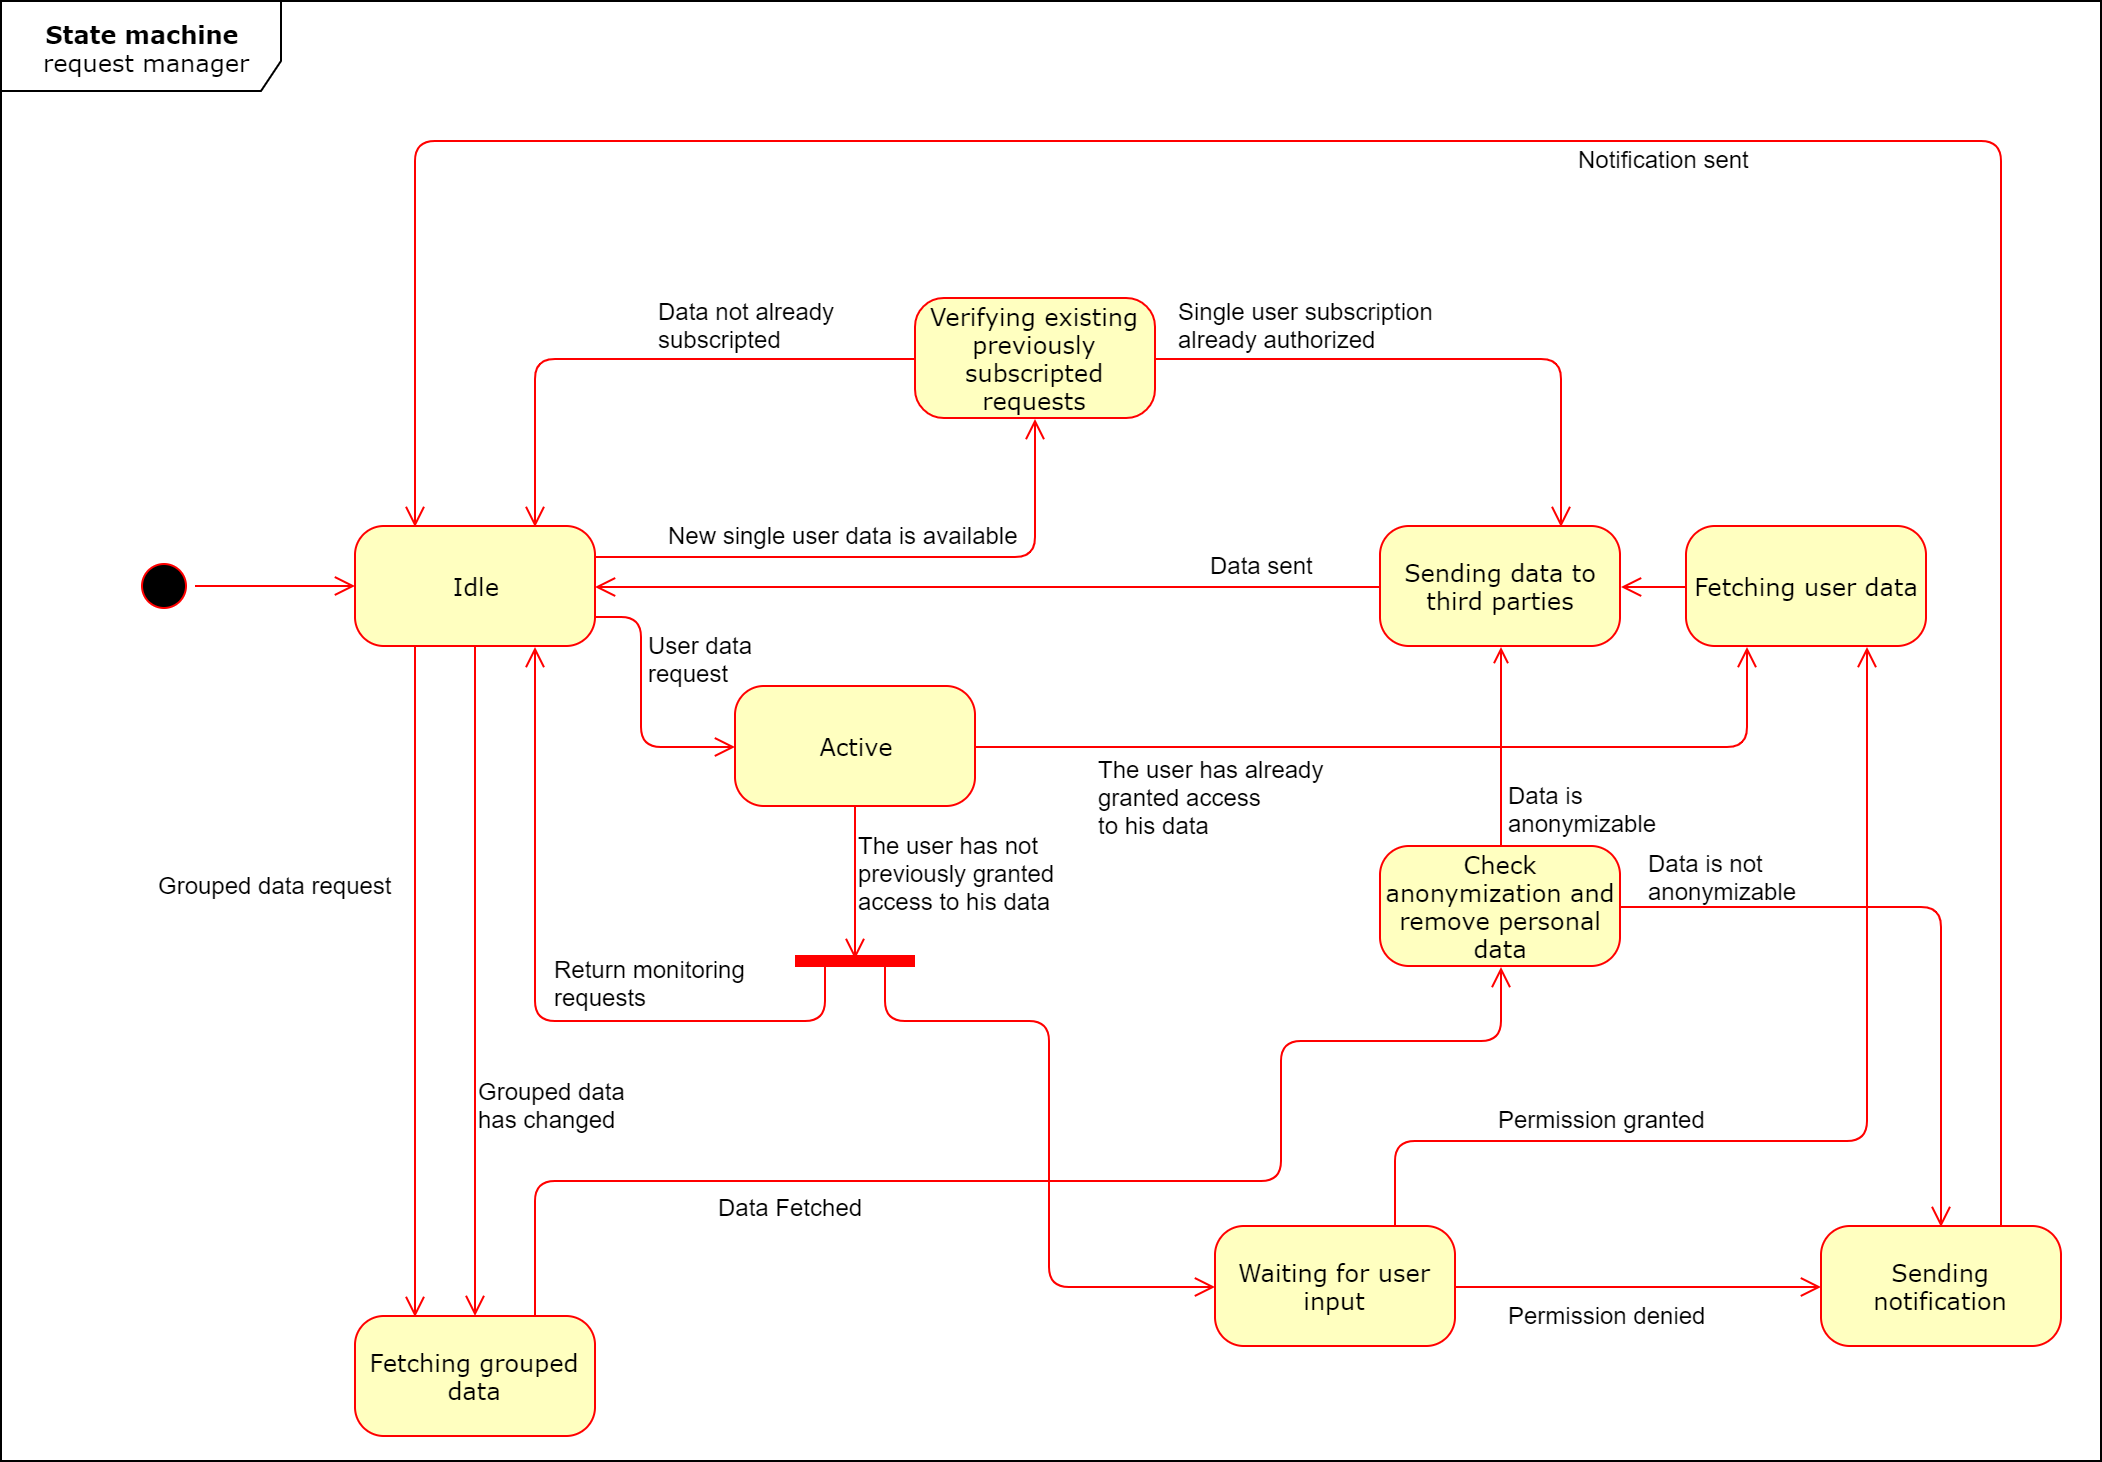 State machine
request manager
Notification sent
Data not already
subscripted
Verifying existing
previously
subscripted
requests
Single user subscription
already authorized
New single user data is available
Idle
Data sent
Sending data to
third parties
Fetching user data
User data
request
Active
The user has already
granted access
to his data
Data is
anonymizable
The user has not
previously granted
access to his data
Grouped data request
Check
anonymization and
remove personal
data
Data is not
anonymizable
Return monitoring
requests
Grouped data
has changed
Permission granted
Data Fetched
Waiting for user
input
Permission denied
Sending
notification
Fetching grouped
data